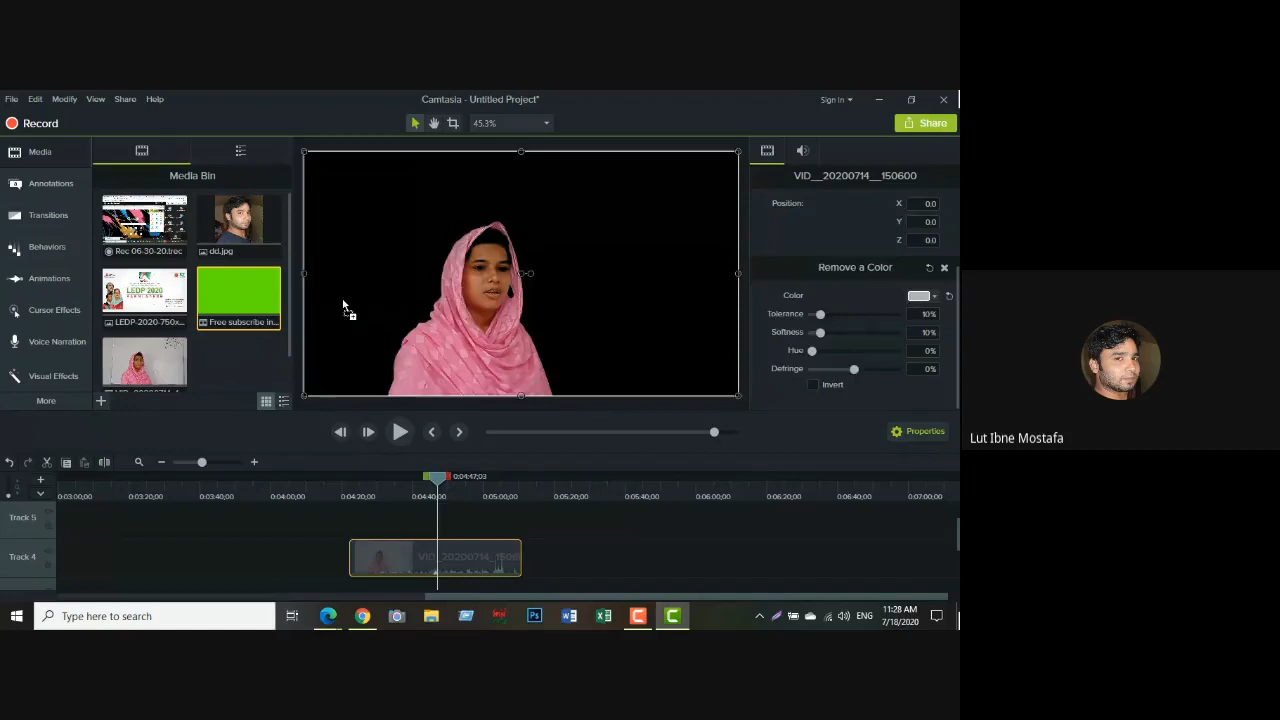 File Edit Modify View Share Help
Camtasia - Untitled Project*
Sign in
Record
45.3%
Share
Media
Annotations
Transitions
Behaviors
Animations
Cursor Effects
Voice Narration
Visual Effects
More
Media Bin
Rec 06-30-20.trec
dd.jpg
LEDP-2020-750x...
Free subscribe in...
VID__20200714__150600
Position:
X 0.0
Y 0.0
Z 0.0
Remove a Color
Color
Tolerance 10%
Softness 10%
Hue 0%
Defringe 0%
Invert
Properties
0:04:47;03
0:03:00;00 0:03:20;00 0:03:40;00 0:04:00;00 0:04:20;00 0:04:40;00 0:05:00;00 0:05:20;00 0:05:40;00 0:06:00;00 0:06:20;00 0:06:40;00 0:07:00;00
Track 5
Track 4
VID_20200714_1506
Type here to search
ENG
11:28 AM
7/18/2020
Lut Ibne Mostafa